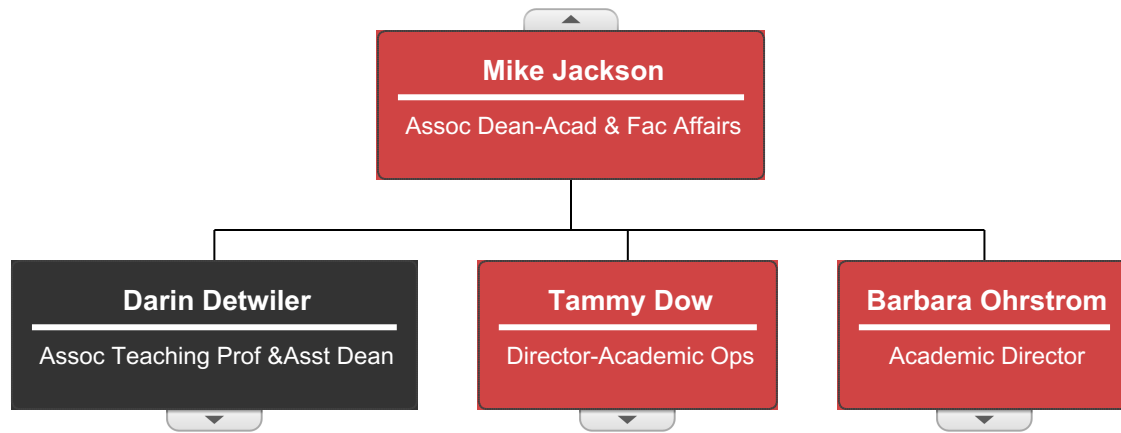 Mike Jackson
Assoc Dean-Acad & Fac Affairs
Darin Detwiler
Assoc Teaching Prof &Asst Dean
Tammy Dow
Director-Academic Ops
Barbara Ohrstrom
Academic Director